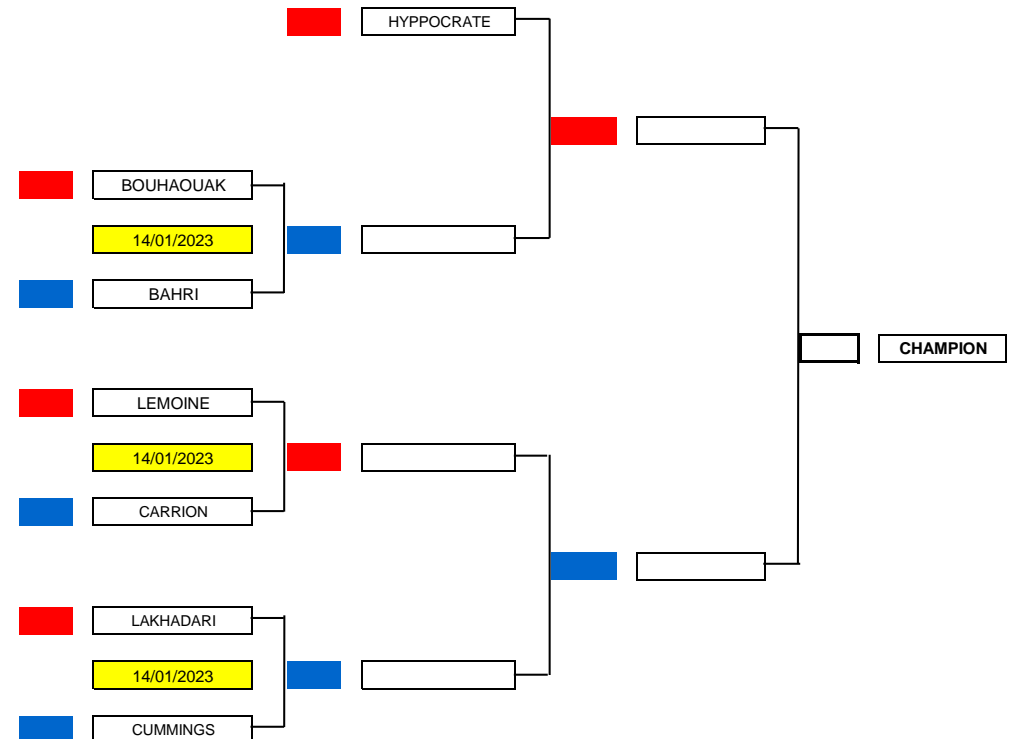 HYPPOCRATE
BOUHAOUAK
14/01/2023
BAHRI
CHAMPION
LEMOINE
14/01/2023
CARRION
LAKHADARI
14/01/2023
CUMMINGS